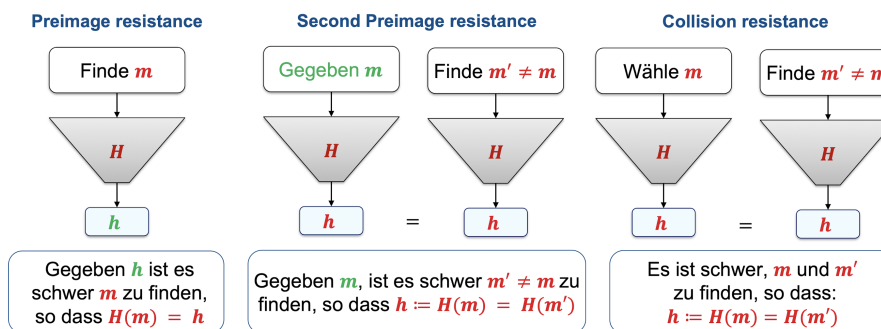 Preimage resistance
Second Preimage resistance
Collision resistance
Finde m
Gegeben m
Finde m′ ≠ m
Wähle m
Finde m′ ≠ m
H
H
H
H
H
h
h
=
h
h
=
h
Gegeben h ist es
schwer m zu finden,
so dass H(m) = h
Gegeben m, ist es schwer m′ ≠ m zu
finden, so dass h ≔ H(m) = H(m′)
Es ist schwer, m und m′
zu finden, so dass:
h ≔ H(m) = H(m′)